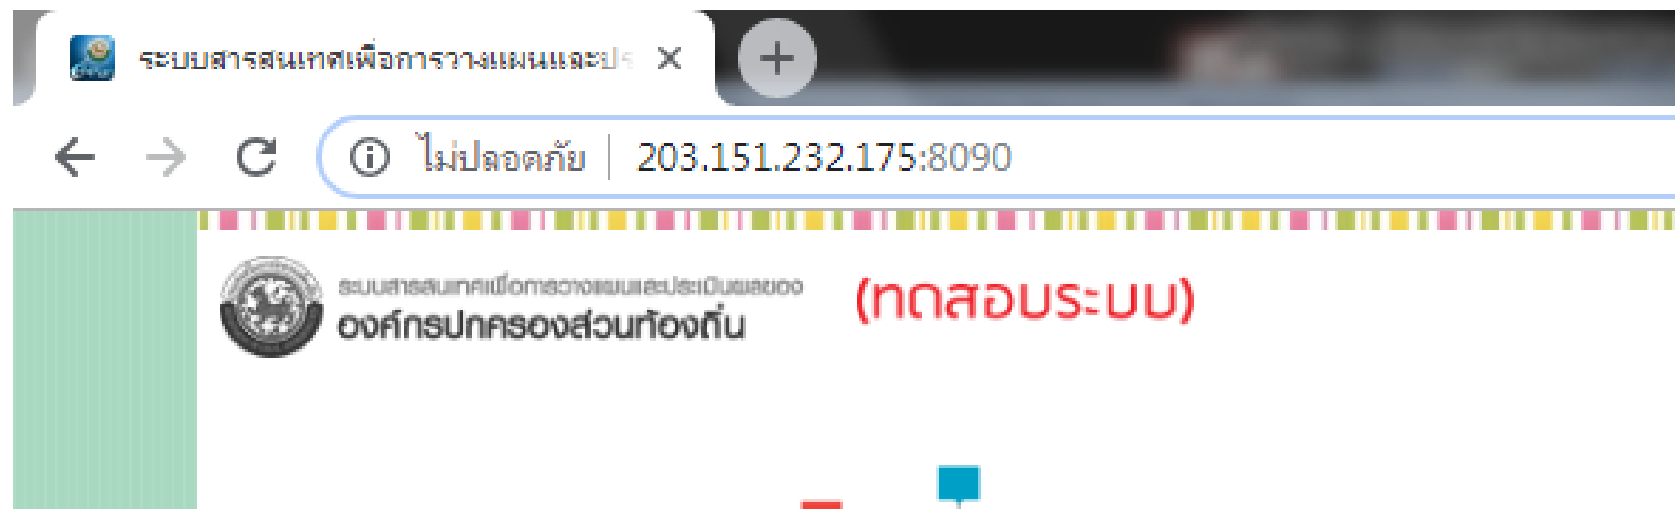 ระบบสารสนเทศเพื่อการวางแผนและปร
ไม่ปลอดภัย 203.151.232.175:8090
ระบบสารสนเทศเพื่อการวางแผนและประเมินผลของ
องค์กรปกครองส่วนท้องถิ่น
(ทดสอบระบบ)